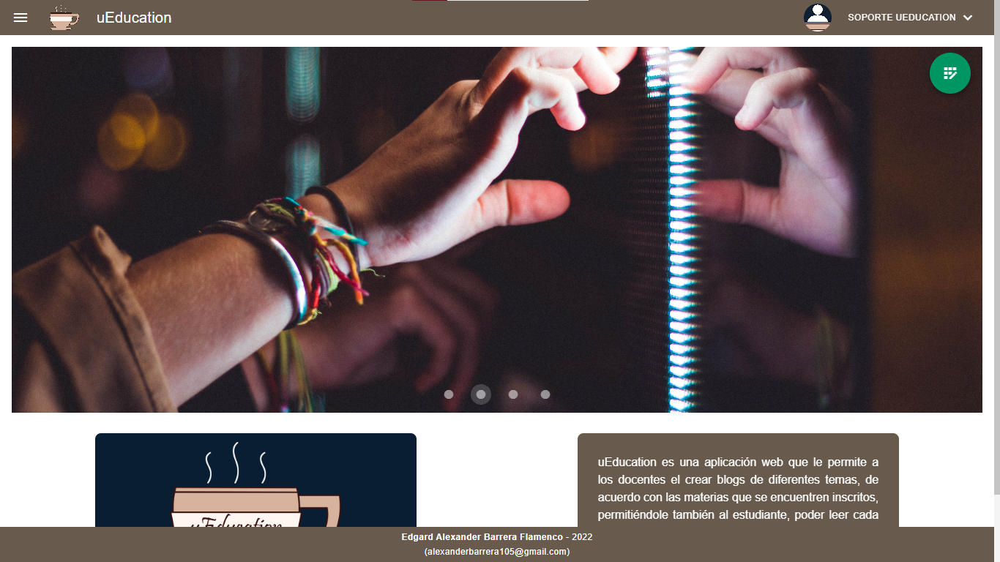 uEducation
SOPORTE UEDUCATION
uEducation
uEducation es una aplicación web que le permite a
los docentes el crear blogs de diferentes temas, de
acuerdo con las materias que se encuentren inscritos,
permitiéndole también al estudiante, poder leer cada
Edgard Alexander Barrera Flamenco - 2022
(alexanderbarrera105@gmail.com)